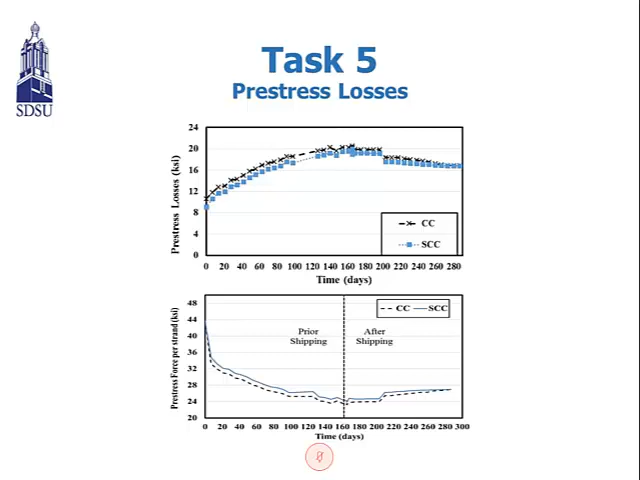 SDSU
Task 5
Prestress Losses
Prestress Losses (ksi)
24
20
16
12
8
4
0
CC
SCC
0 20 40 60 80 100 120 140 160 180 200 220 240 260 280
Time (days)
Prestress Force per strand (ksi)
48
44
40
36
32
28
24
20
CC SCC
Prior Shipping
After Shipping
0 20 40 60 80 100 120 140 160 180 200 220 240 260 280 300
Time (days)